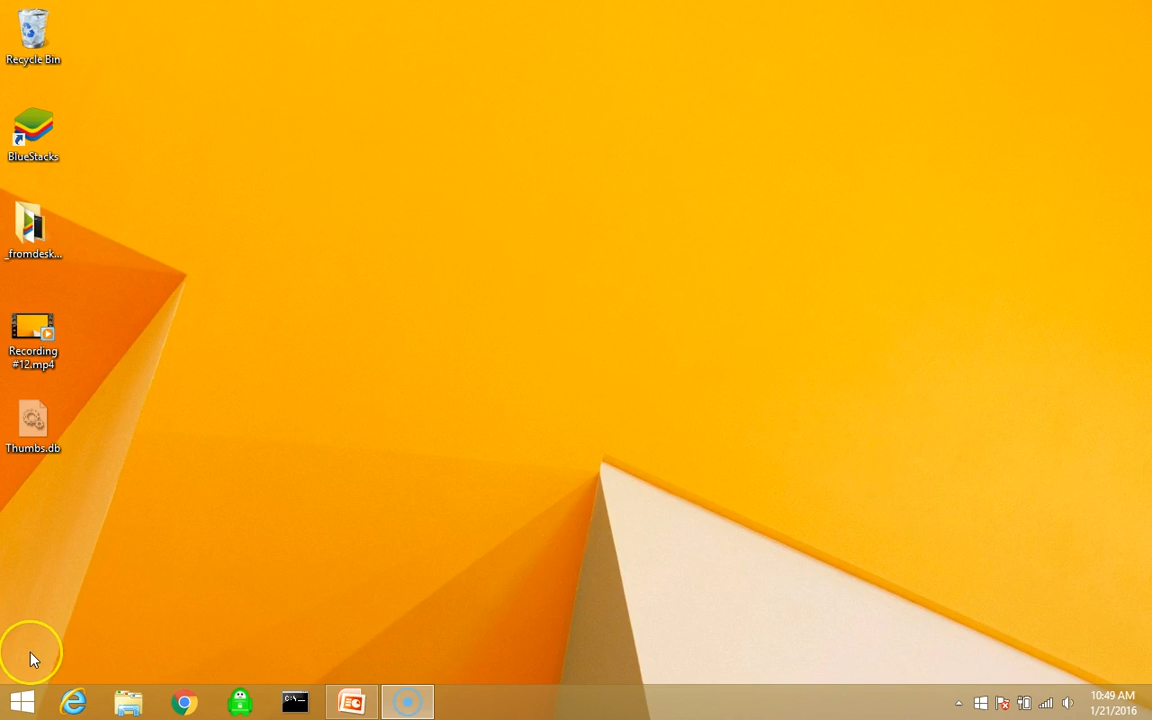 Recycle Bin
BlueStacks
_fromdesk...
Recording
#12.mp4
Thumbs.db
C:\_
10:49 AM
1/21/2016